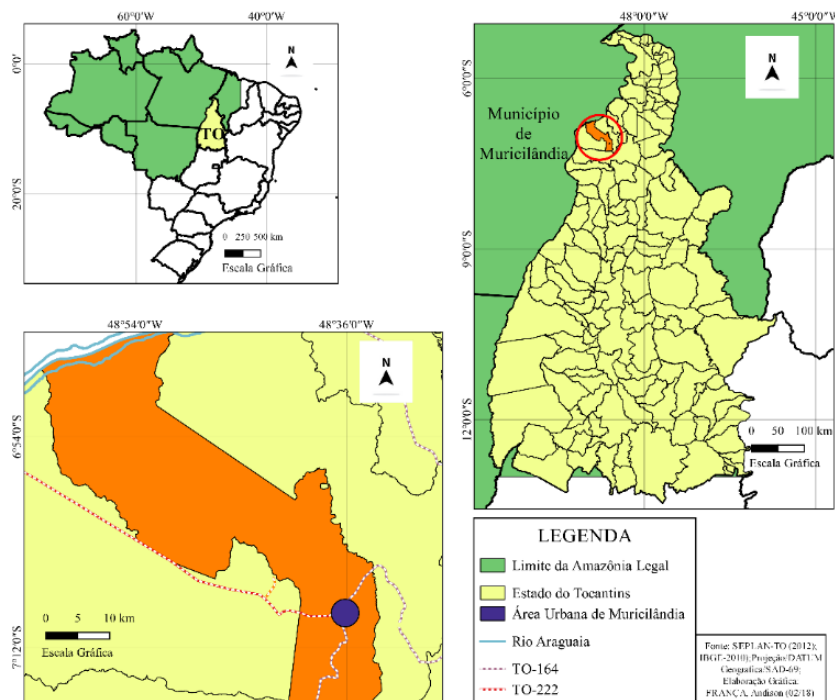 60°0'0"W
40°0'0"W
0°0'
20°0'S
N
TO
0 250 500 km
Escala Gráfica
48°0'0"W
45°0'0"W
6°0'0"S
9°0'0"S
12°0'0"S
N
Município
de
Muricilândia
0 50 100 km
Escala Gráfica
48°54'0"W
48°36'0"W
6°54'0"S
7°12'0"S
N
0 5 10 km
Escala Gráfica
LEGENDA
Limite da Amazônia Legal
Estado do Tocantins
Área Urbana de Muricilândia
Rio Araguaia
TO-164
TO-222
Fonte: SEPLAN-TO (2012);
IBGE-2010; Projeção/DATUM
Geográfica/SAD-69;
Elaboração Gráfica:
FRANÇA, Andison (02/18)